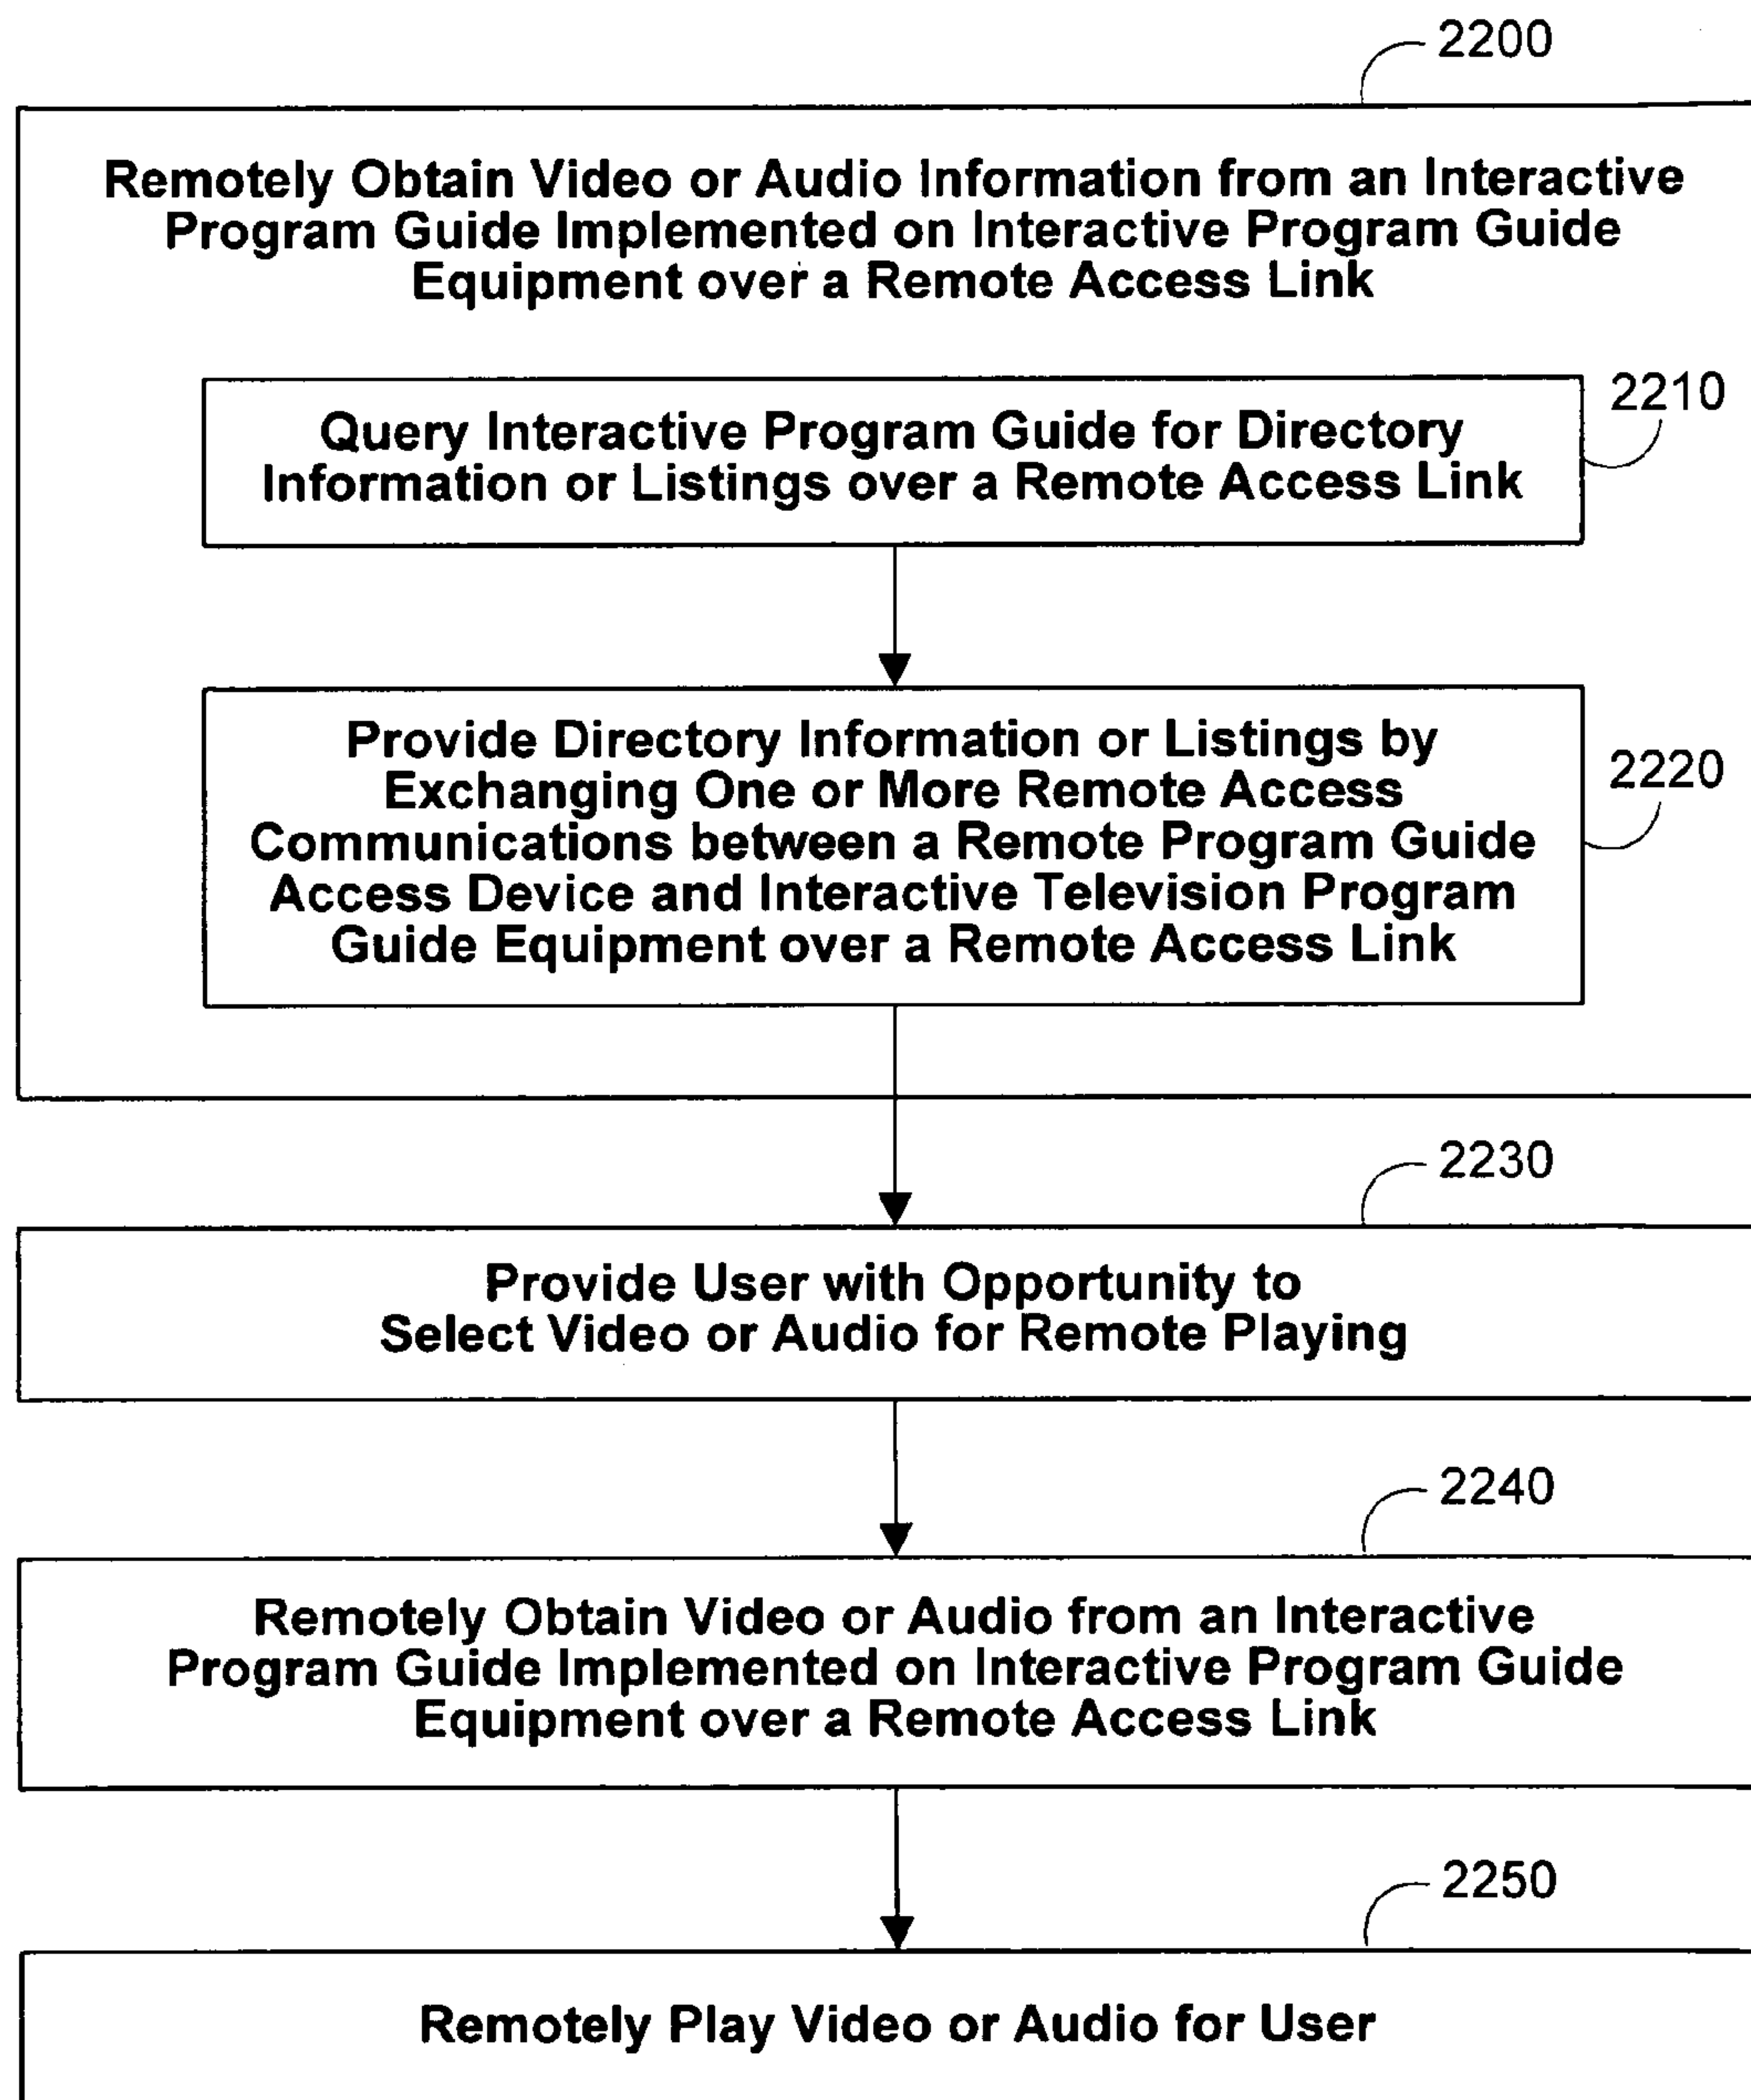 2200
Remotely Obtain Video or Audio Information from an Interactive
Program Guide Implemented on Interactive Program Guide
Equipment over a Remote Access Link
2210
Query Interactive Program Guide for Directory
Information or Listings over a Remote Access Link
2220
Provide Directory Information or Listings by
Exchanging One or More Remote Access
Communications between a Remote Program Guide
Access Device and Interactive Television Program
Guide Equipment over a Remote Access Link
2230
Provide User with Opportunity to
Select Video or Audio for Remote Playing
2240
Remotely Obtain Video or Audio from an Interactive
Program Guide Implemented on Interactive Program Guide
Equipment over a Remote Access Link
2250
Remotely Play Video or Audio for User